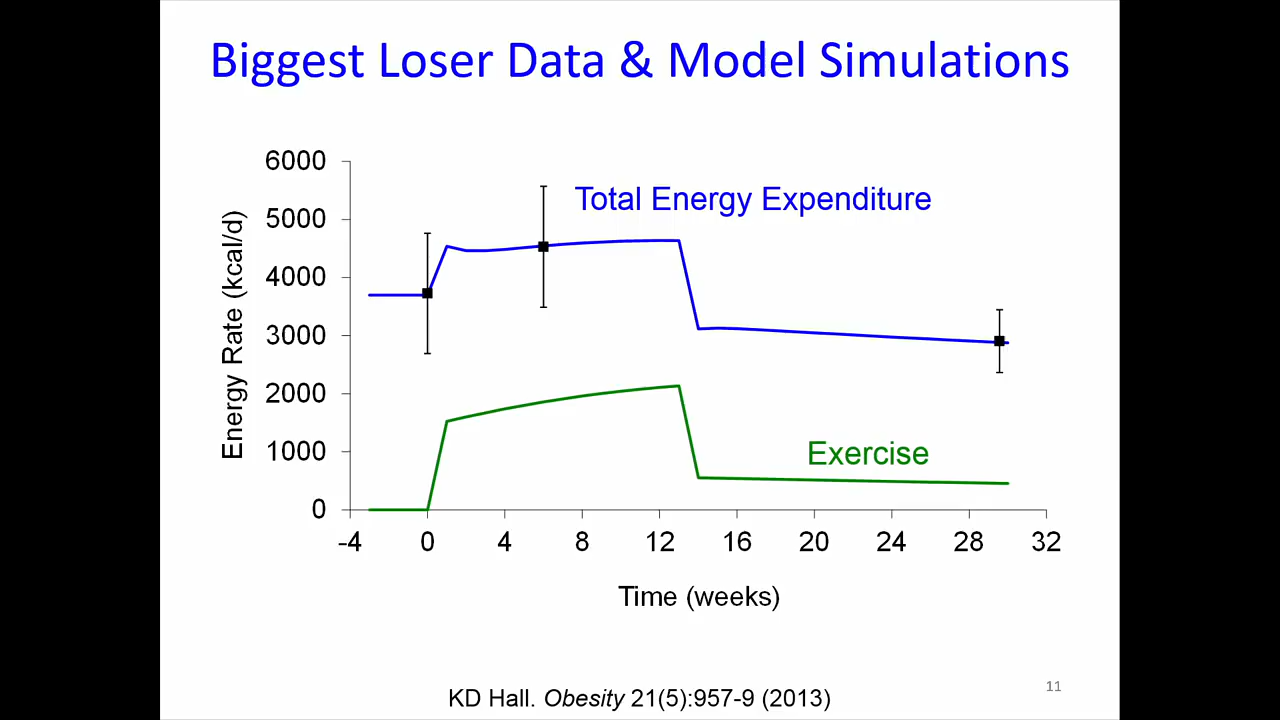 Biggest Loser Data & Model Simulations
6000
5000
4000
3000
2000
1000
0
Energy Rate (kcal/d)
Total Energy Expenditure
Exercise
-4 0 4 8 12 16 20 24 28 32
Time (weeks)
KD Hall. Obesity 21(5):957-9 (2013)
11